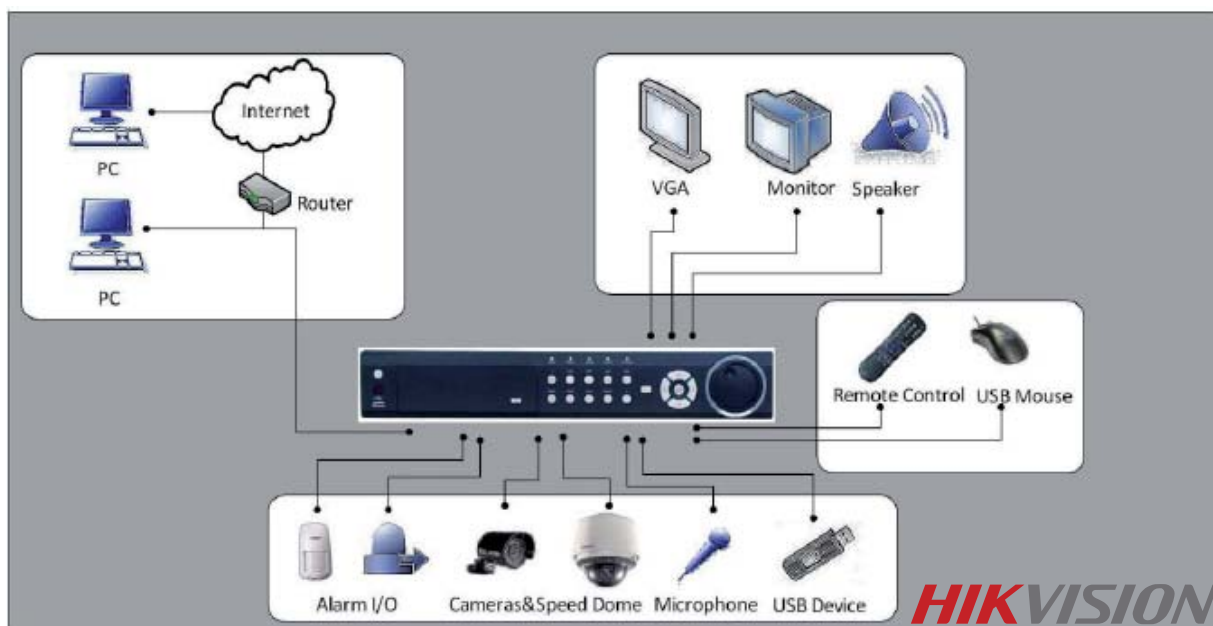 Internet
PC
Router
PC
VGA Monitor Speaker
Remote Control USB Mouse
Alarm I/O Cameras&Speed Dome Microphone USB Device
HIKVISION